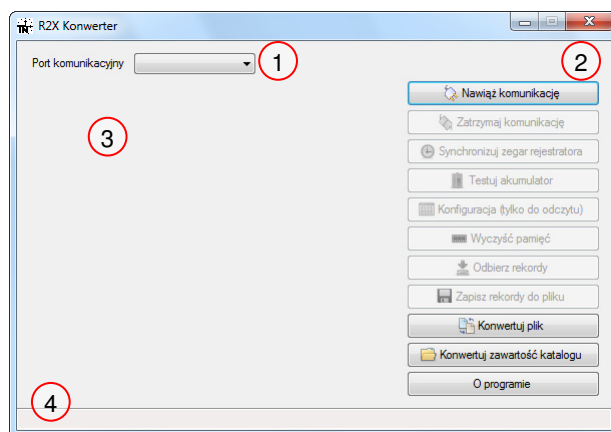 R2X Konwerter
Port komunikacyjny
1
2
3
Nawiąż komunikację
Zatrzymaj komunikację
Synchronizuj zegar rejestratora
Testuj akumulator
Konfiguracja (tylko do odczytu)
Wyczyść pamięć
Odbierz rekordy
Zapisz rekordy do pliku
Konwertuj plik
Konwertuj zawartość katalogu
O programie
4